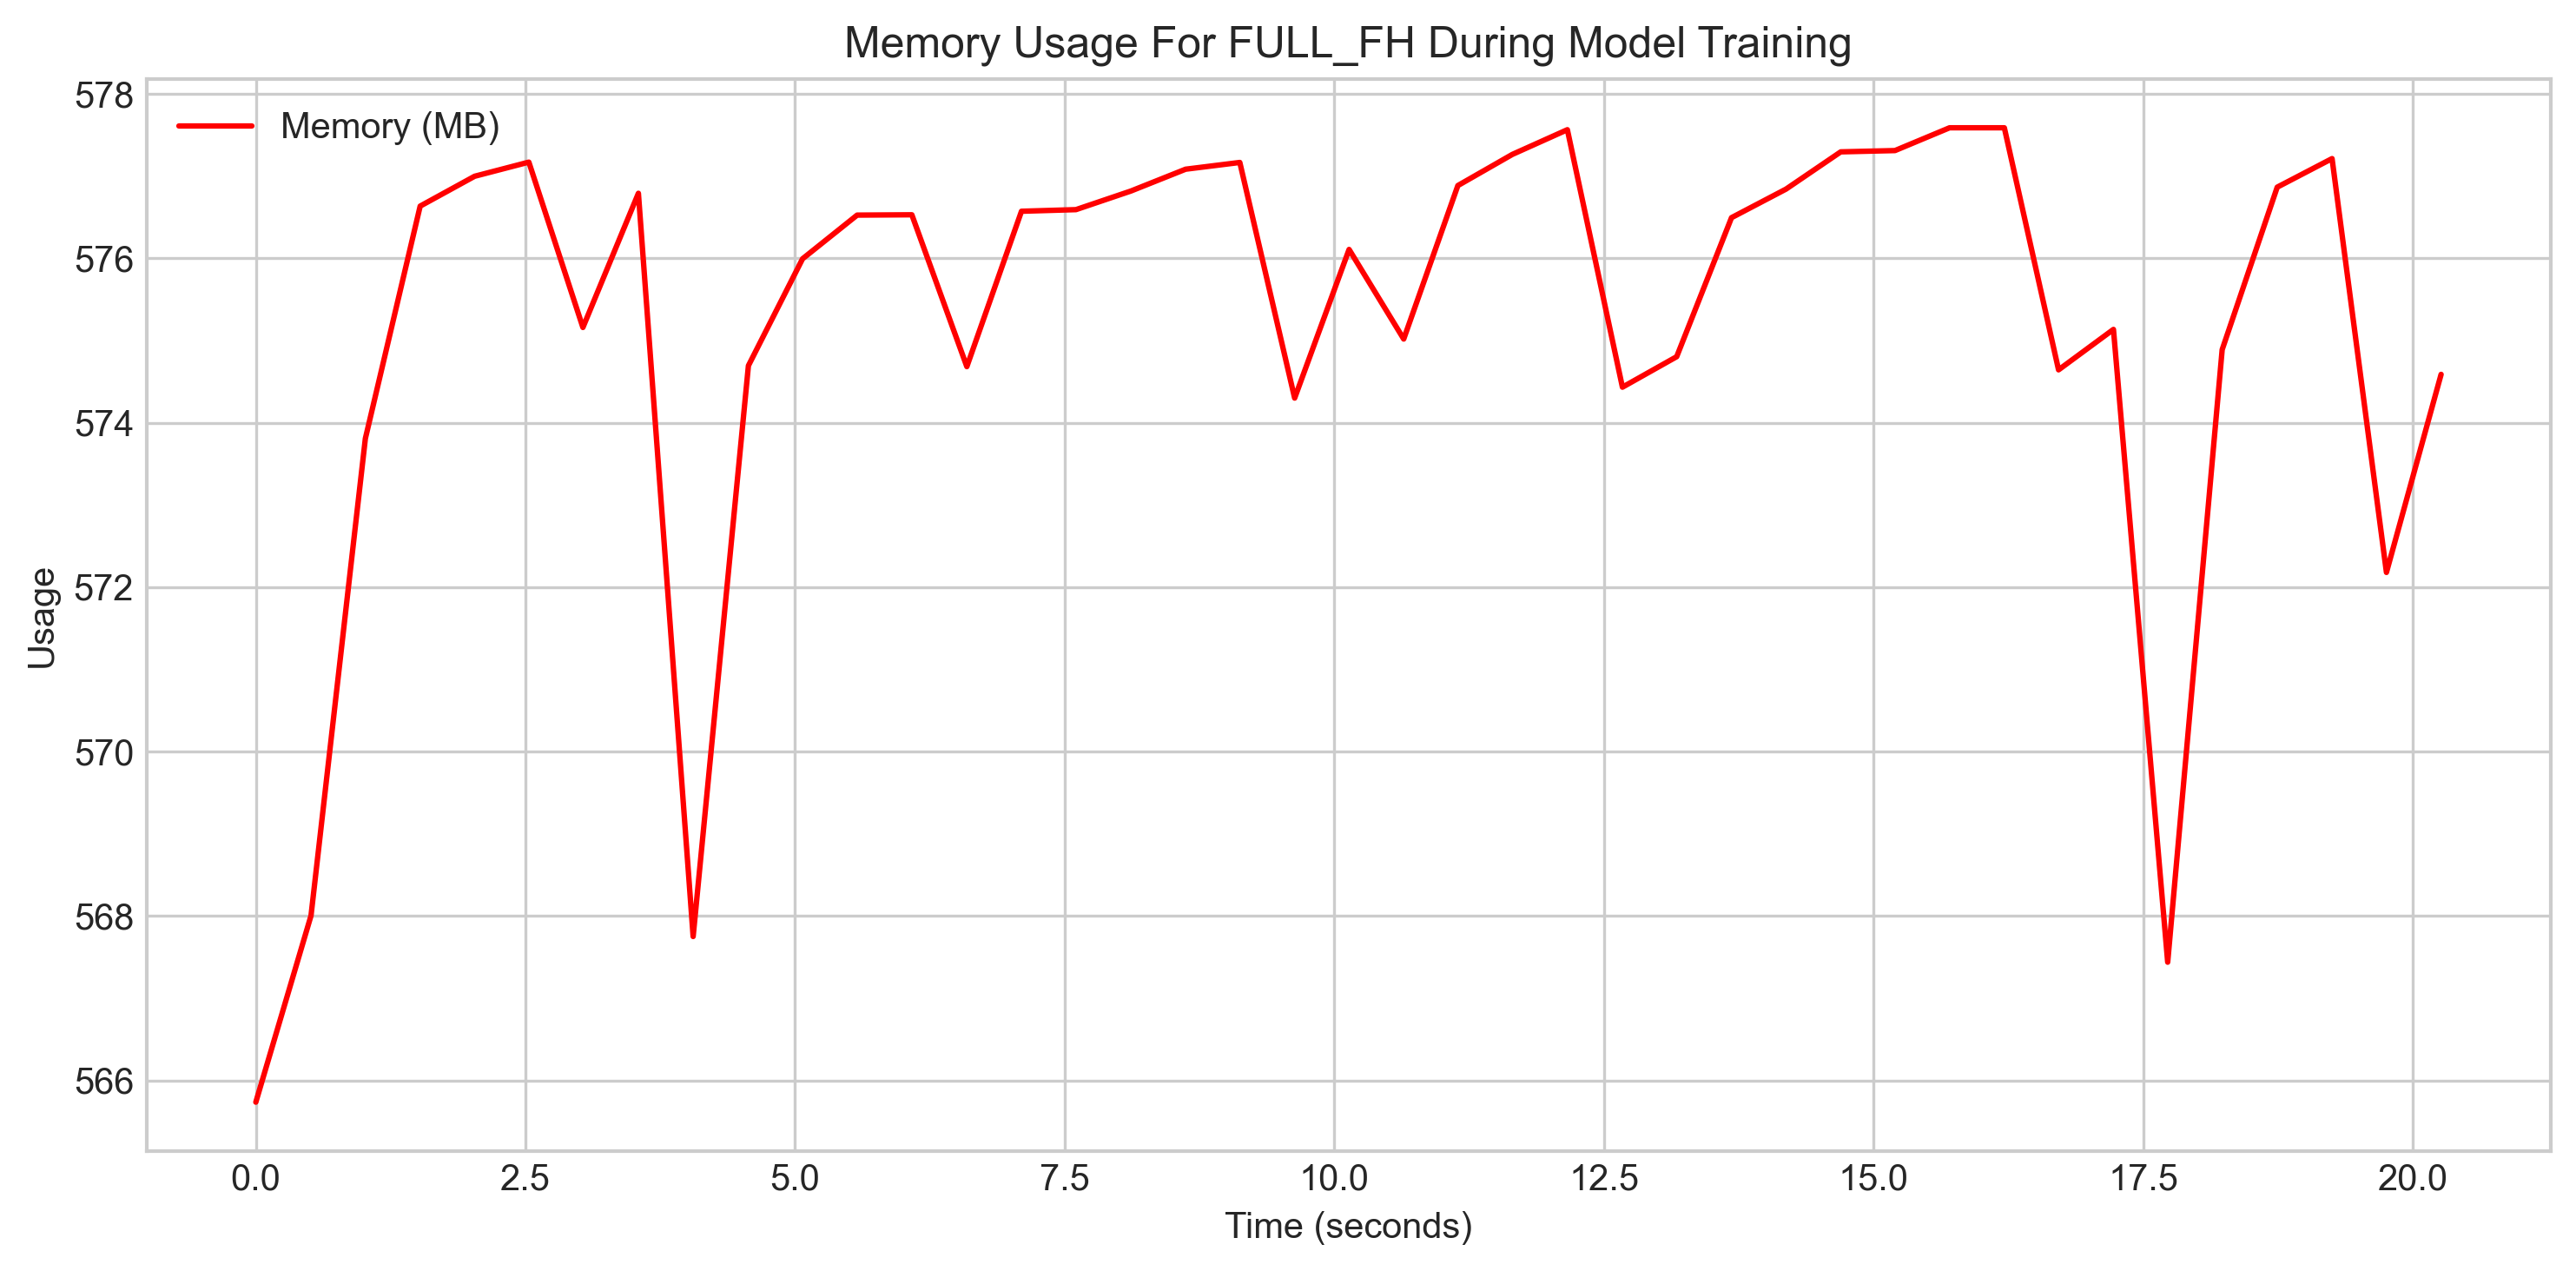 Memory Usage For FULL_FH During Model Training
Memory (MB)
578
576
574
572
570
568
566
Usage
0.0 2.5 5.0 7.5 10.0 12.5 15.0 17.5 20.0
Time (seconds)